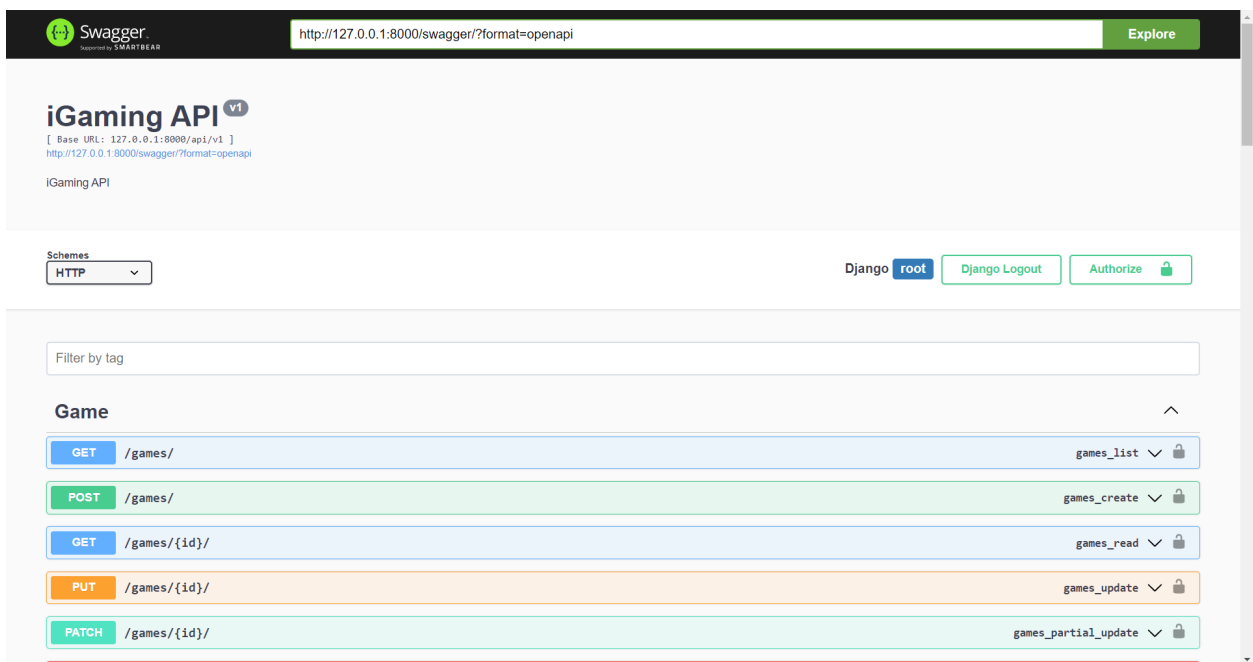 Swagger.
Supported by SMARTBEAR
http://127.0.0.1:8000/swagger/?format=openapi
Explore
iGaming API v1
[ Base URL: 127.0.0.1:8000/api/v1 ]
http://127.0.0.1:8000/swagger/?format=openapi
iGaming API
Schemes
HTTP
Django root
Django Logout
Authorize
Filter by tag
Game
GET /games/ games_list
POST /games/ games_create
GET /games/{id}/ games_read
PUT /games/{id}/ games_update
PATCH /games/{id}/ games_partial_update